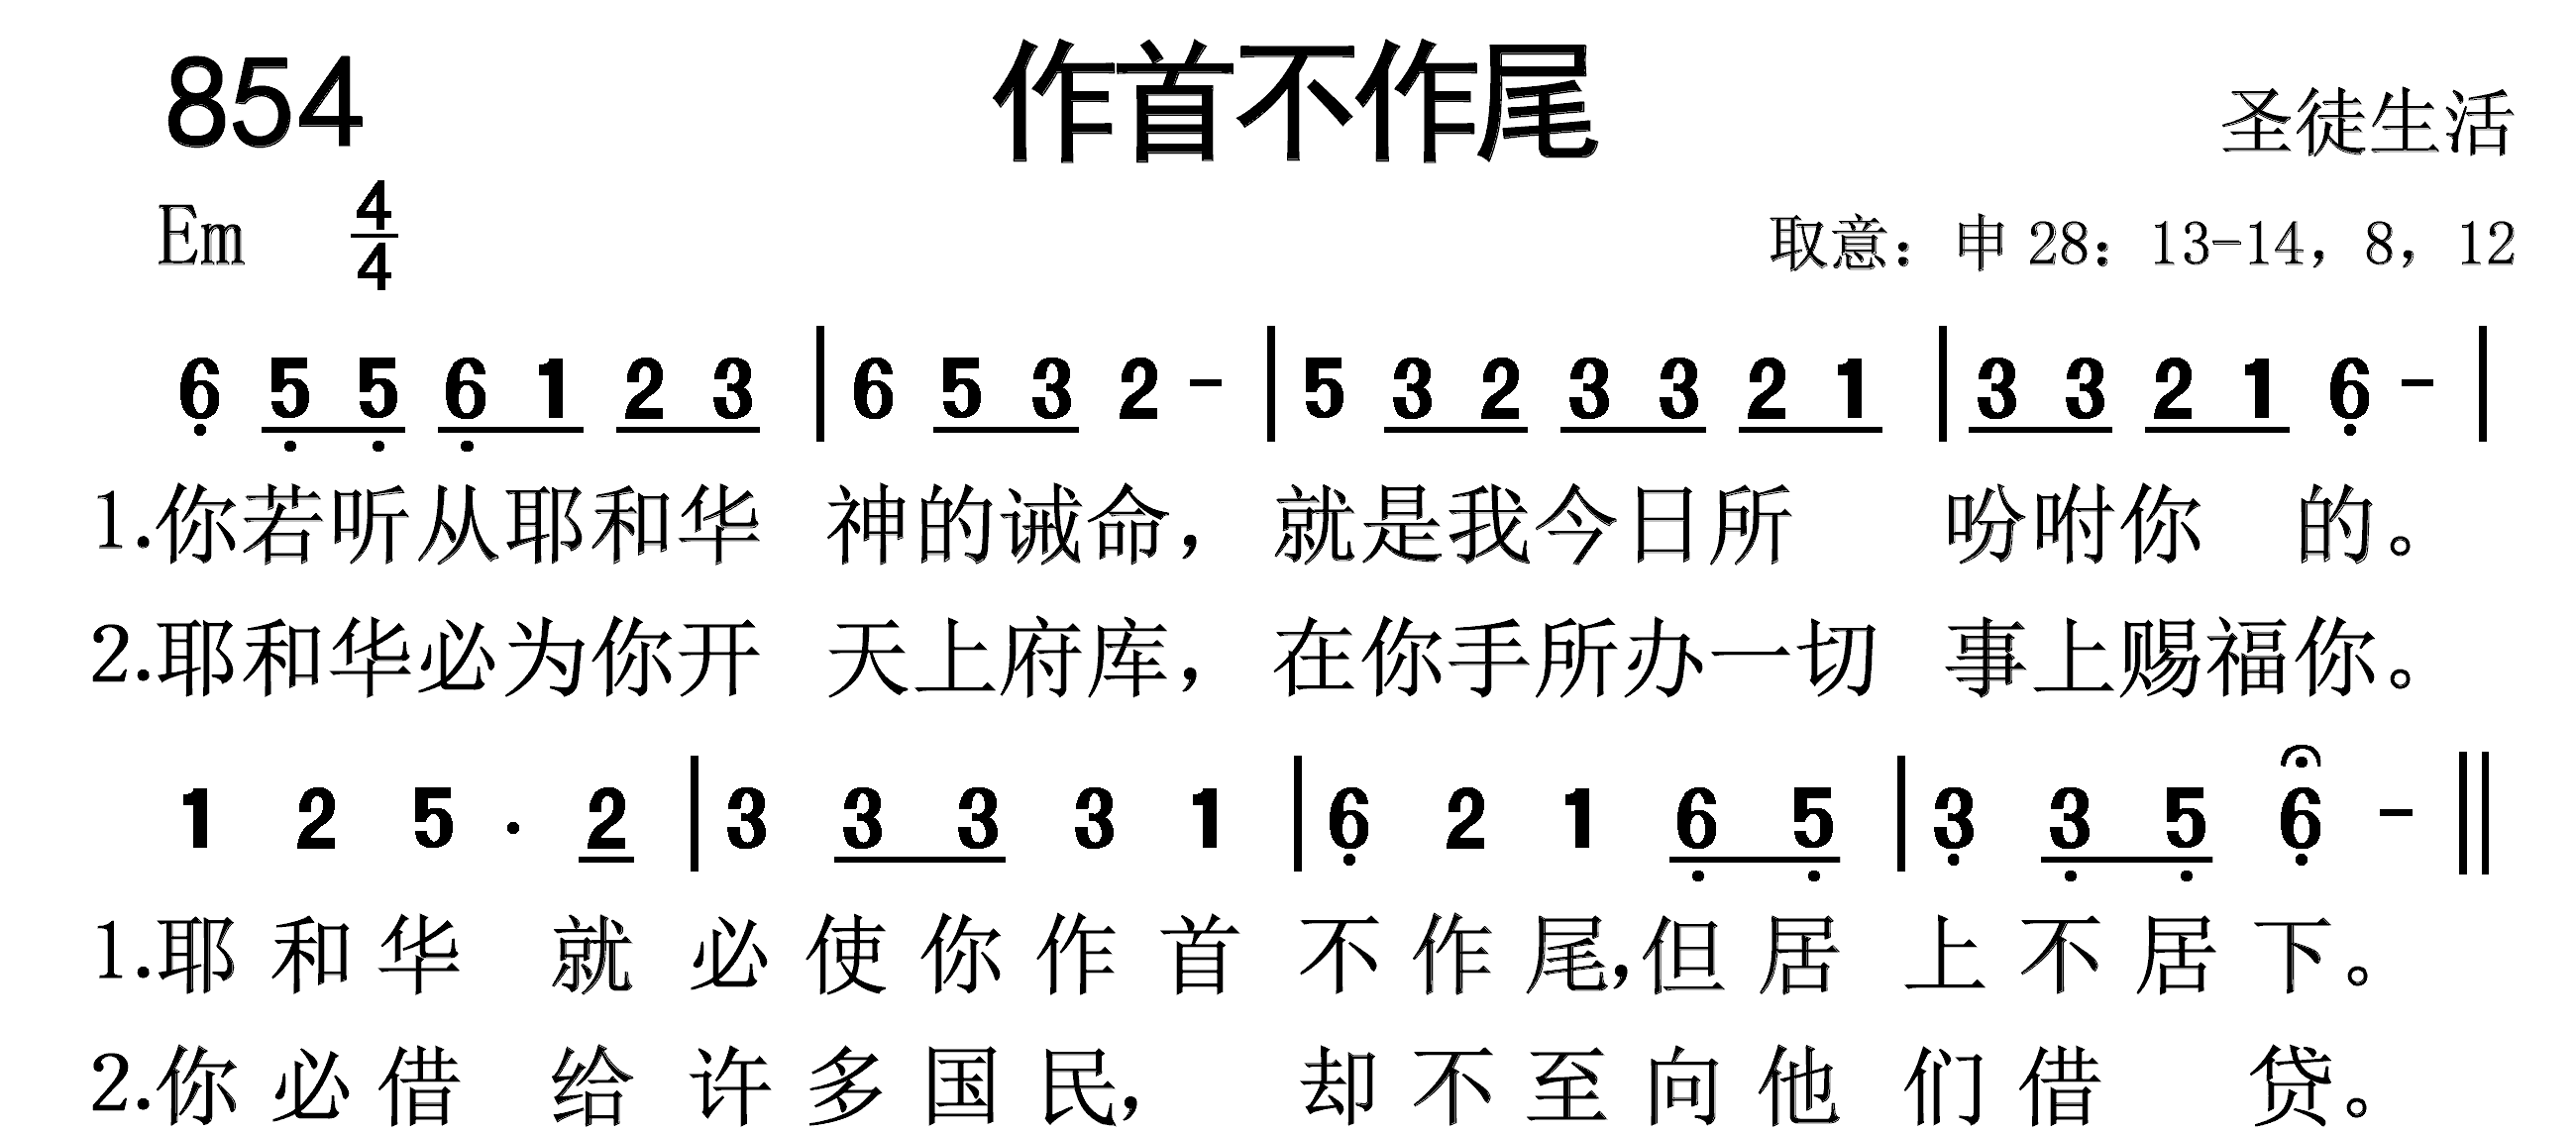 854 作首不作尾 圣徒生活
Em 4/4 取意：申 28：13-14，8，12
6 5 5 6 1 2 3 | 6 5 3 2 - | 5 3 2 3 3 2 1 | 3 3 2 1 6 - |
1.你若听从耶和华 神的诫命，就是我今日所 吩咐你 的。
2.耶和华必为你开 天上府库，在你手所办一切 事上赐福你。
1 2 5 · 2 | 3 3 3 3 1 | 6 2 1 6 5 | 3 3 5 6 - ||
1.耶 和 华 就 必 使 你 作 首 不 作 尾，但 居 上 不 居 下。
2.你 必 借 给 许 多 国 民， 却 不 至 向 他 们 借 贷。